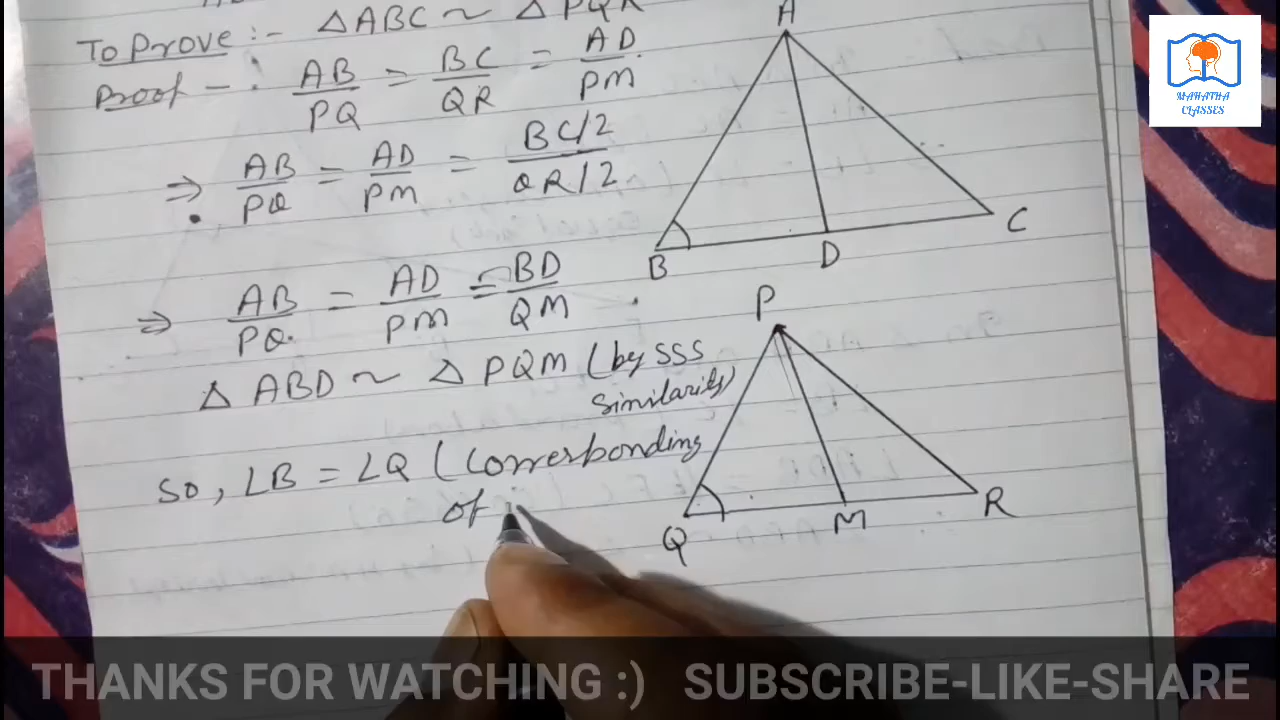 To Prove :- △ABC ~ △PQR
Proof - : AB/PQ = BC/QR = AD/PM
⇒ AB/PQ = AD/PM = BC/2 / QR/2
⇒ AB/PQ = AD/PM = BD/QM
△ ABD ~ △ PQM (by SSS
similarity)
So, ∠B = ∠Q (Correrbonding
of
A
B
D
C
P
Q
M
R
MAHATHA
CLASSES
THANKS FOR WATCHING :) SUBSCRIBE-LIKE-SHARE